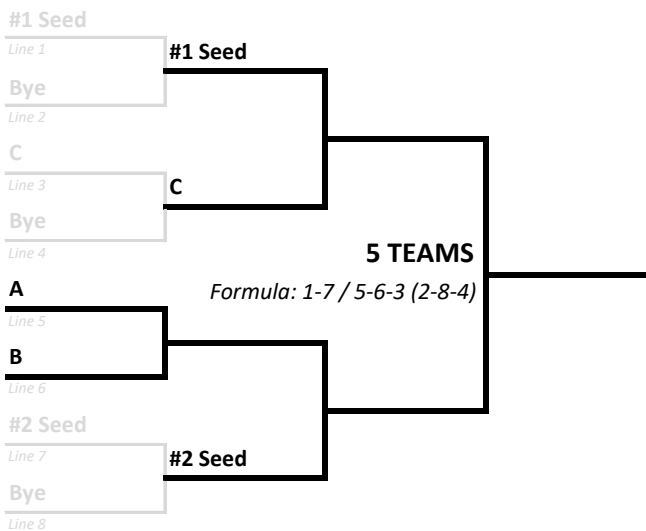 #1 Seed
Line 1
#1 Seed
Bye
Line 2
C
Line 3
C
Bye
Line 4
5 TEAMS
A
Formula: 1-7 / 5-6-3 (2-8-4)
Line 5
B
Line 6
#2 Seed
Line 7
#2 Seed
Bye
Line 8